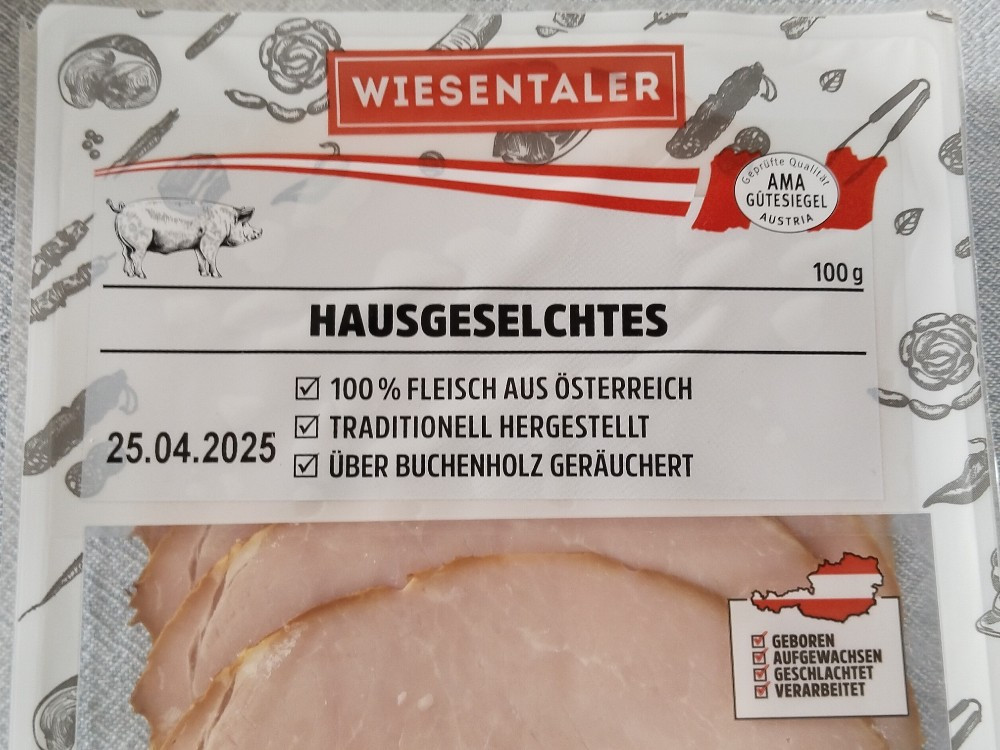 WIESENTALER
Geprüfte Qualität
AMA
GÜTESIEGEL
AUSTRIA
100 g
HAUSGESELCHTES
☑ 100 % FLEISCH AUS ÖSTERREICH
☑ TRADITIONELL HERGESTELLT
☑ ÜBER BUCHENHOLZ GERÄUCHERT
25.04.2025
☑ GEBOREN
☑ AUFGEWACHSEN
☑ GESCHLACHTET
☑ VERARBEITET